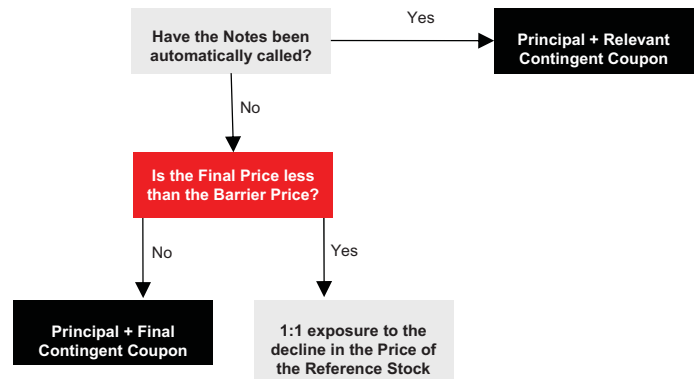 Have the Notes been
automatically called?
Yes
Principal + Relevant
Contingent Coupon
No
Is the Final Price less
than the Barrier Price?
No
Yes
Principal + Final
Contingent Coupon
1:1 exposure to the
decline in the Price of
the Reference Stock